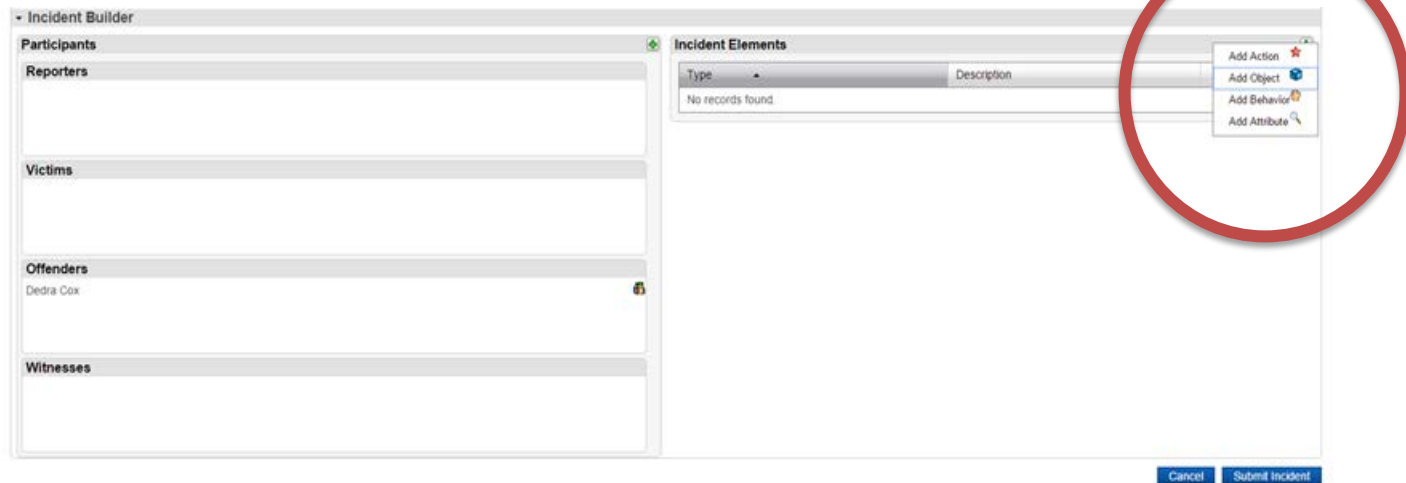 Incident Builder
Participants
Reporters
Victims
Offenders
Dedra Cox
Witnesses
Incident Elements
Type Description
No records found
Add Action
Add Object
Add Behavior
Add Attribute
Cancel Submit Incident